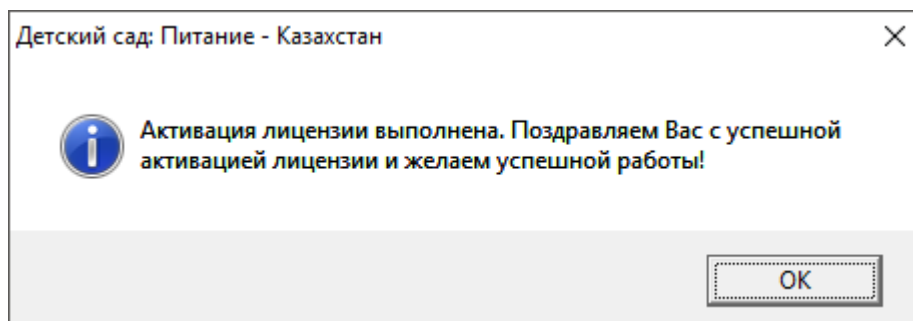 Детский сад: Питание - Казахстан
Активация лицензии выполнена. Поздравляем Вас с успешной
активацией лицензии и желаем успешной работы!
OK